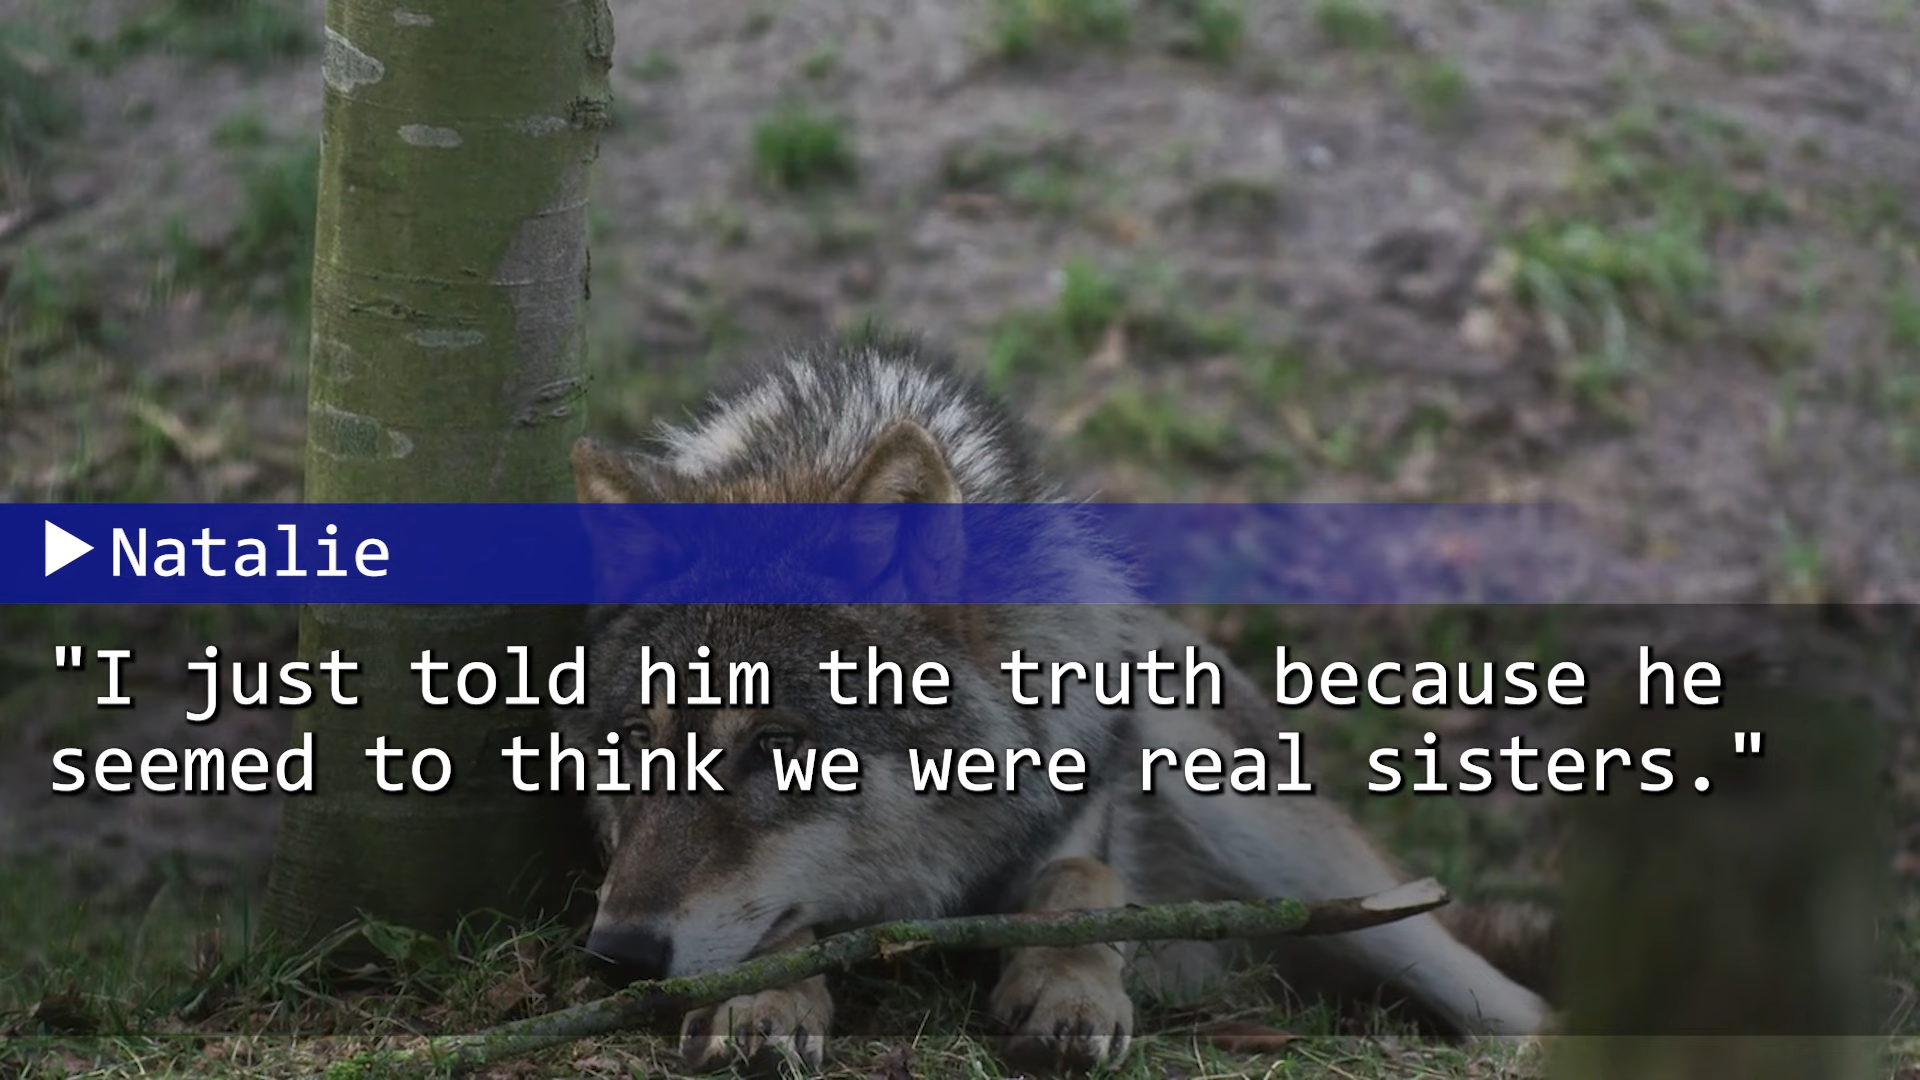 Natalie
"I just told him the truth because he
seemed to think we were real sisters."